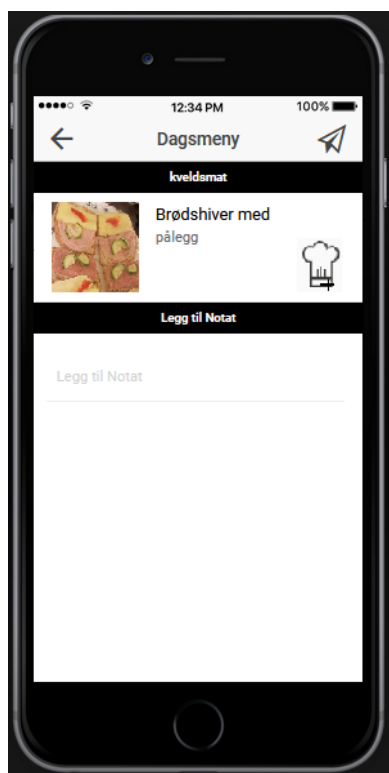 12:34 PM
100%
Dagsmeny
kveldsmat
Brødshiver med
pålegg
Legg til Notat
Legg til Notat